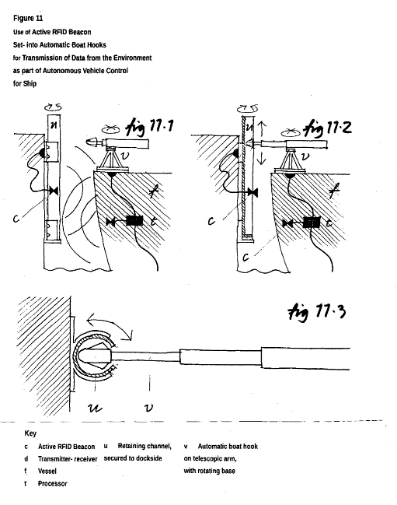 Figure 11
Use of Active RFID Beacon
Set- into Automatic Boat Hooks
for Transmission of Data from the Environment
as part of Autonomous Vehicle Control
for Ship
fig 11.1
fig 11.2
u
v
u
v
f
t
c
f
t
c
c
fig 11.3
u
v
Key
c Active RFID Beacon u Retaining channel, v Automatic boat hook
d Transmitter- receiver secured to dockside on telescopic arm,
f Vessel with rotating base
t Processor